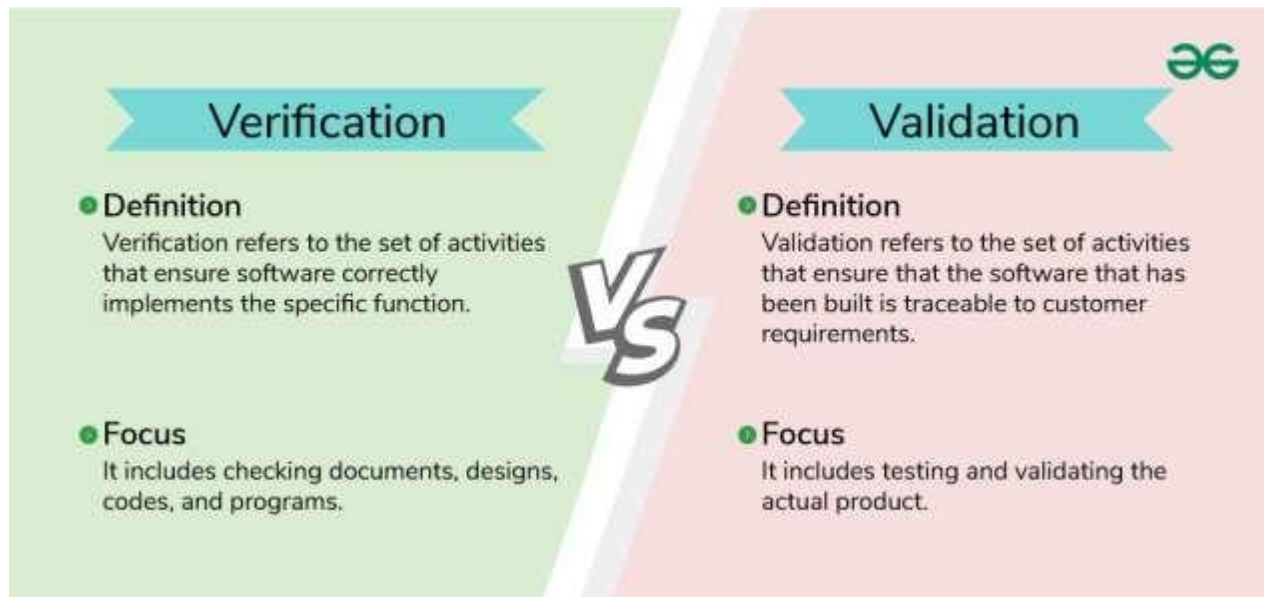 Verification
Definition
Verification refers to the set of activities
that ensure software correctly
implements the specific function.
Focus
It includes checking documents, designs,
codes, and programs.
VS
Validation
Definition
Validation refers to the set of activities
that ensure that the software that has
been built is traceable to customer
requirements.
Focus
It includes testing and validating the
actual product.